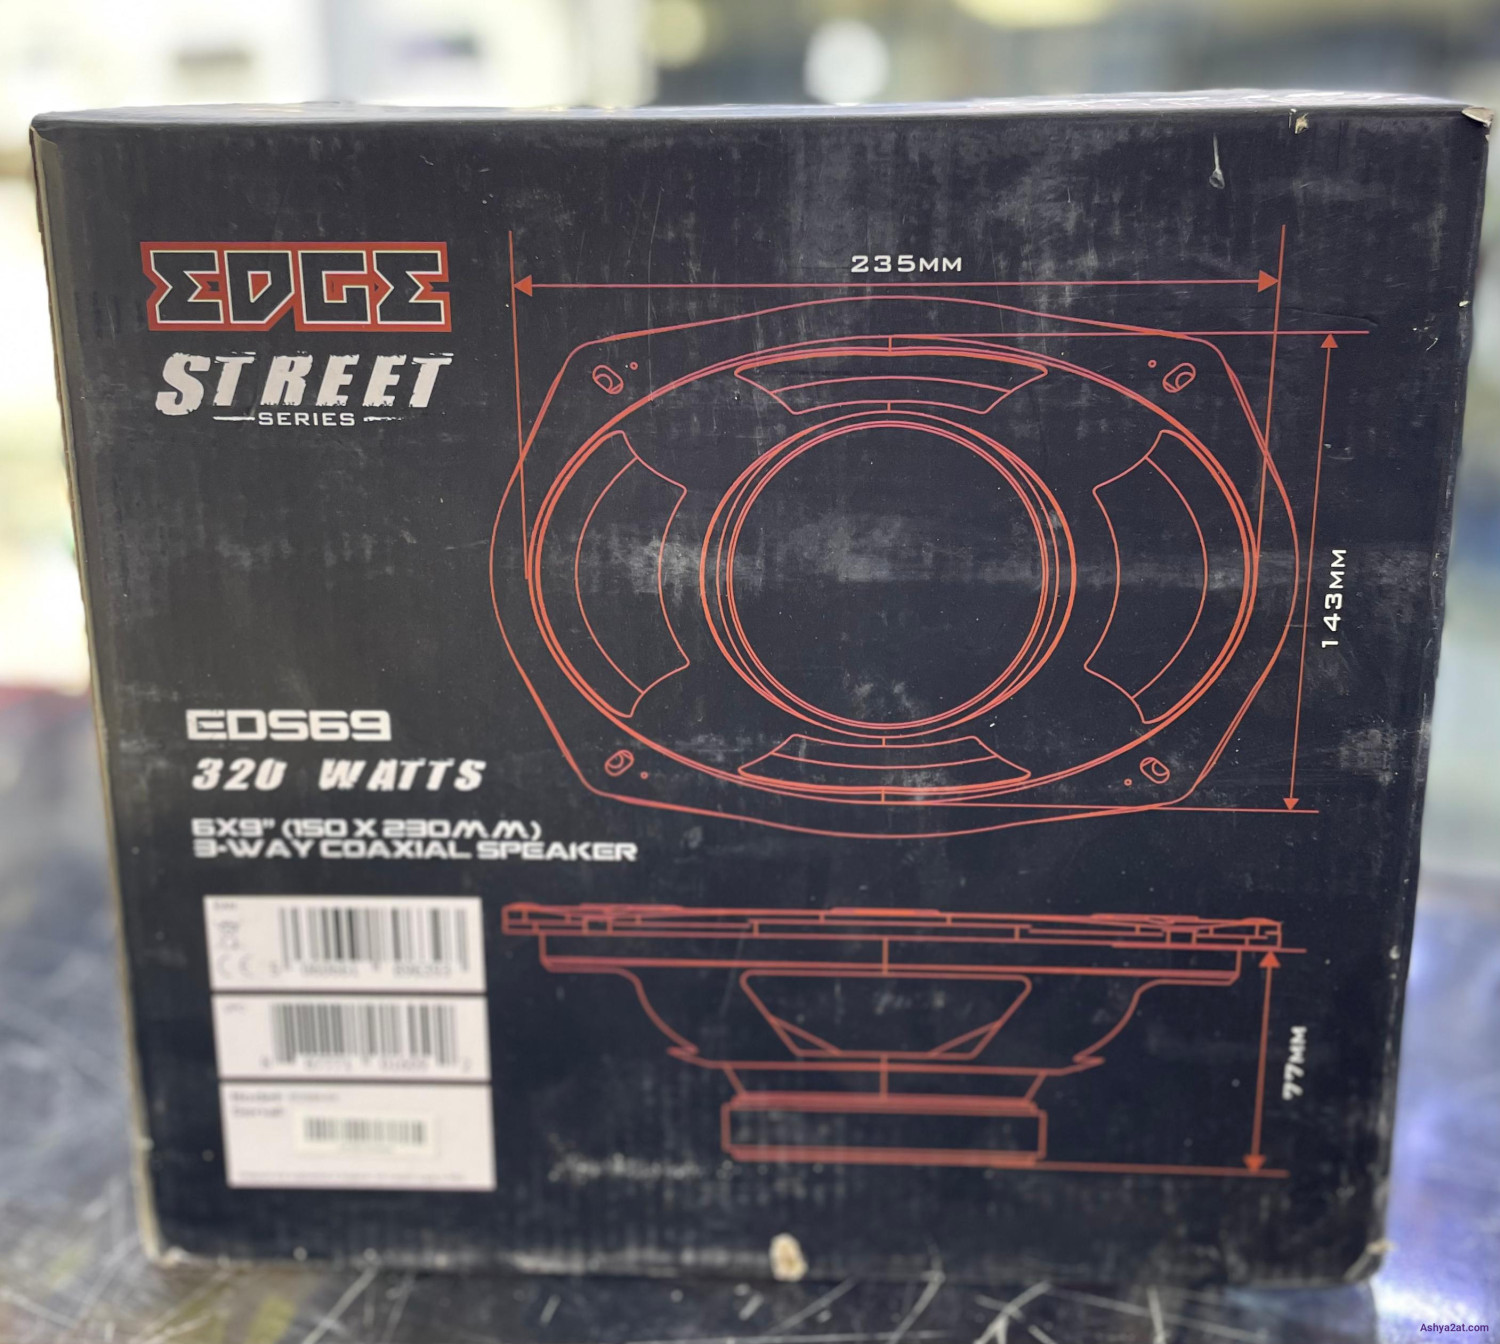 EDGE
STREET
SERIES
235MM
143MM
EDS69
320 WATTS
6X9" (150 X 230MM)
3-WAY COAXIAL SPEAKER
77MM
Ashya2at.com